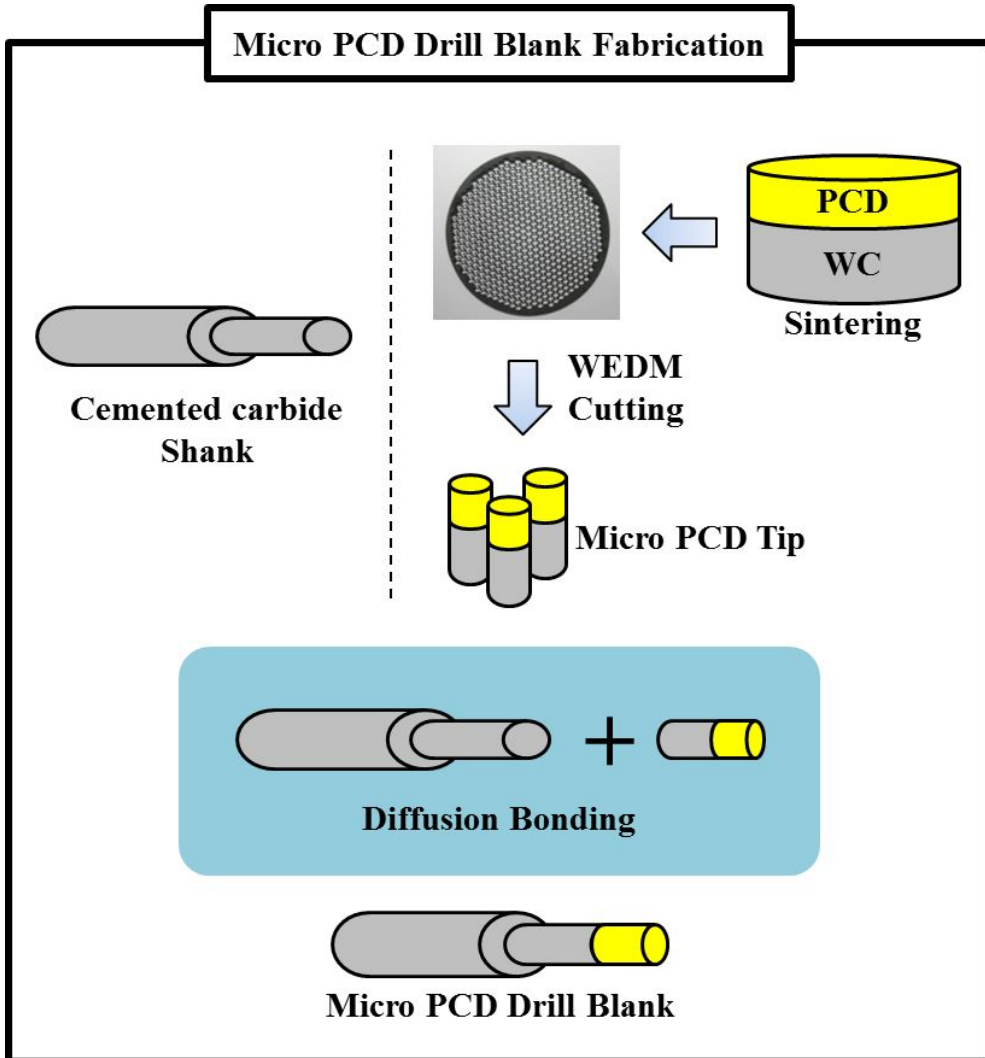 Micro PCD Drill Blank Fabrication
PCD
WC
Sintering
WEDM
Cutting
Cemented carbide
Shank
Micro PCD Tip
+
Diffusion Bonding
Micro PCD Drill Blank